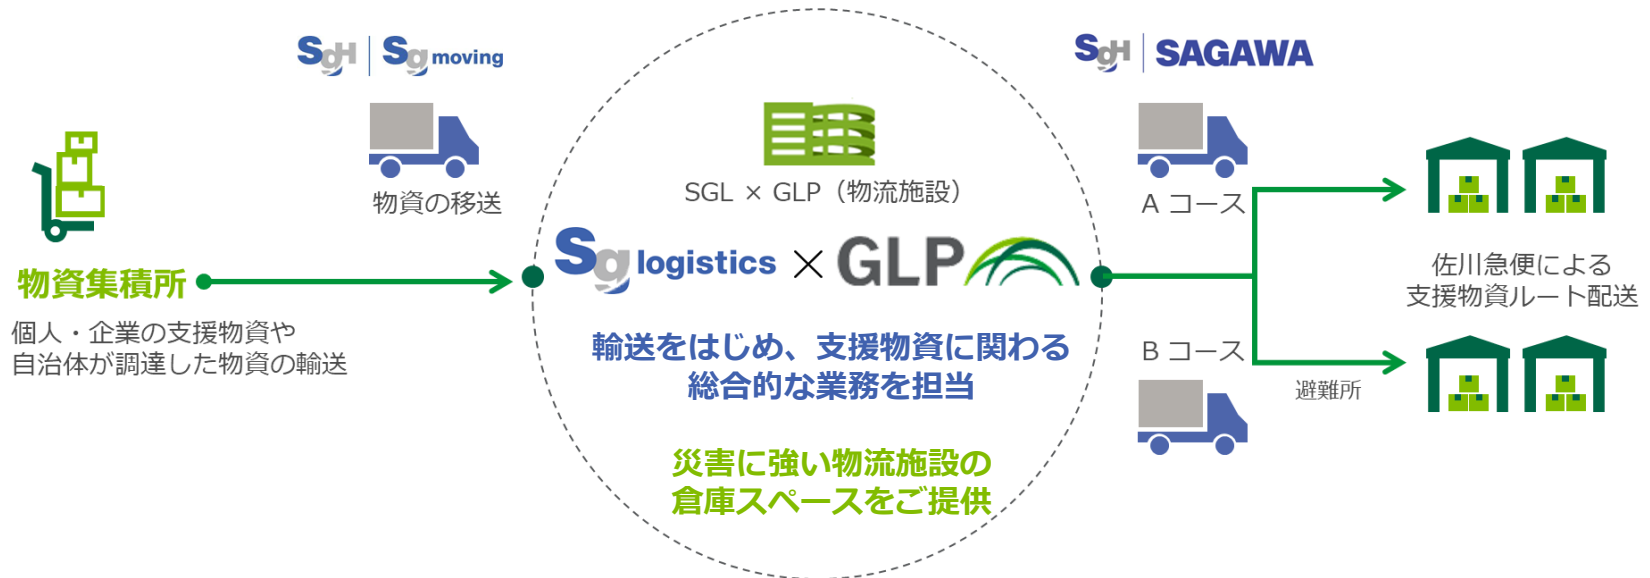 SgH | Sg moving
物資の移送
物資集積所
個人・企業の支援物資や
自治体が調達した物資の輸送
SGL × GLP（物流施設）
Sg logistics × GLP
輸送をはじめ、支援物資に関わる
総合的な業務を担当
災害に強い物流施設の
倉庫スペースをご提供
SgH | SAGAWA
A コース
B コース
避難所
佐川急便による
支援物資ルート配送